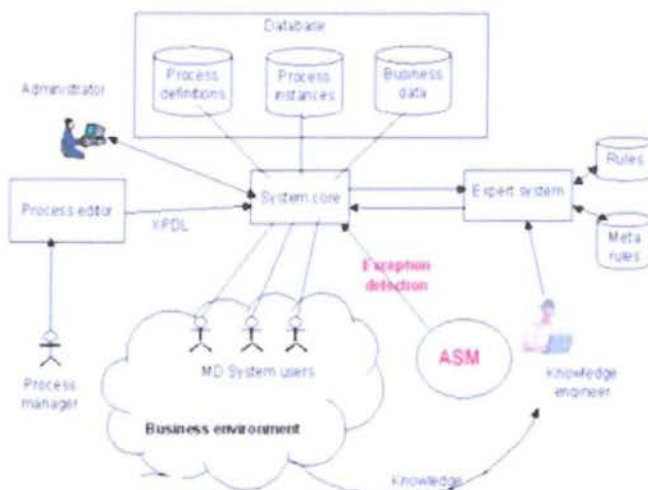 Database
Process
definitions
Process
instances
Business
data
Administrator
Rules
Process editor
XPDL
System core
Expert system
Meta
rules
Exception
detection
ASM
Process
manager
MD System users
Knowledge
engineer
Business environment
Knowledge